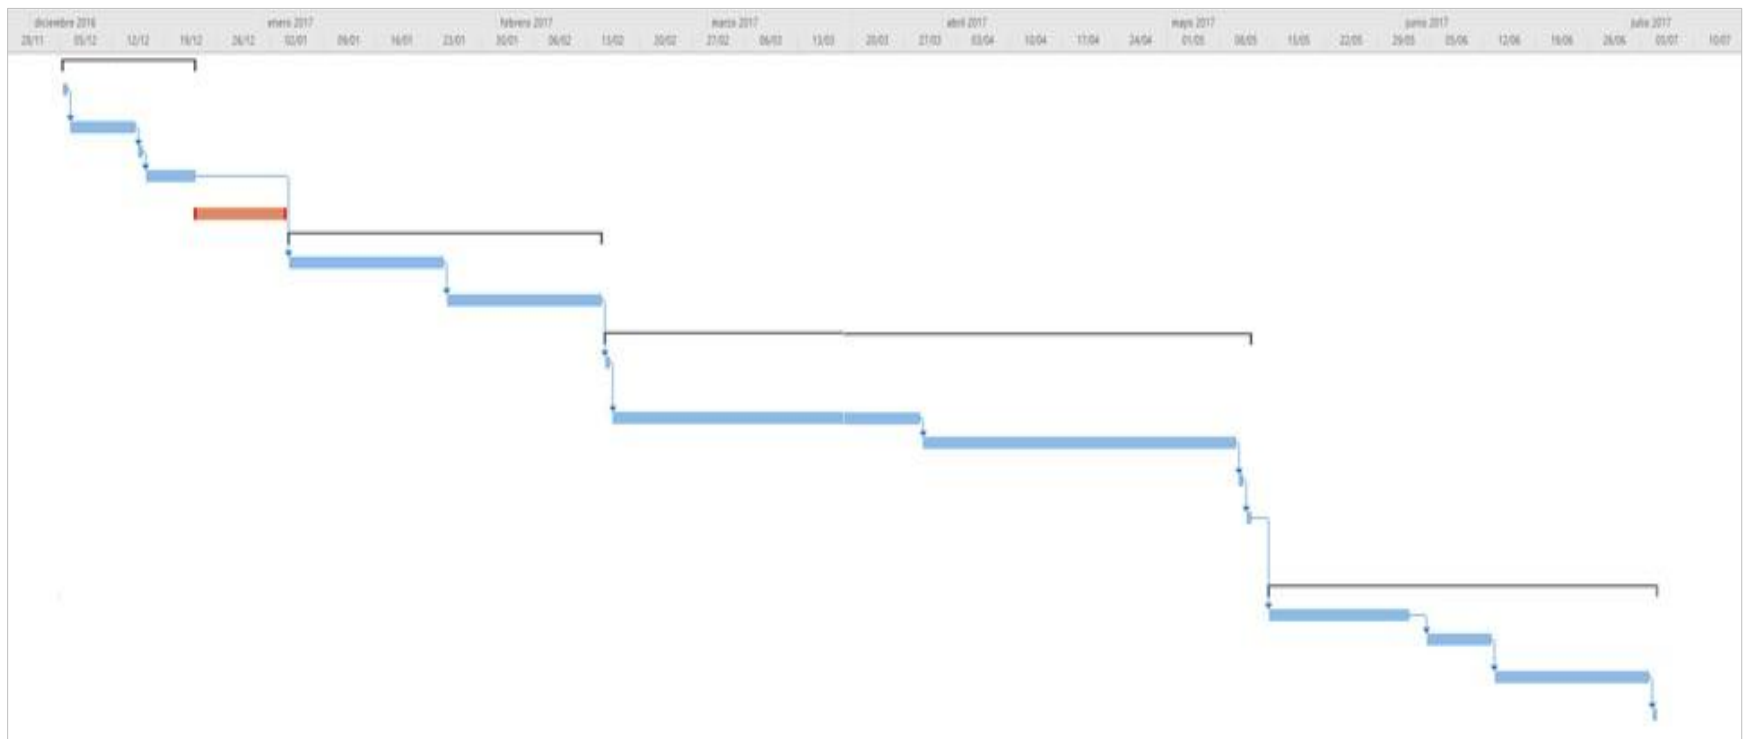 diciembre 2016 enero 2017 febrero 2017 marzo 2017 abril 2017 mayo 2017 junio 2017 julio 2017
28/11 05/12 12/12 19/12 26/12 02/01 09/01 16/01 23/01 30/01 06/02 13/02 20/02 27/02 06/03 13/03 20/03 27/03 03/04 10/04 17/04 24/04 01/05 08/05 15/05 22/05 29/05 05/06 12/06 19/06 26/06 03/07 10/07